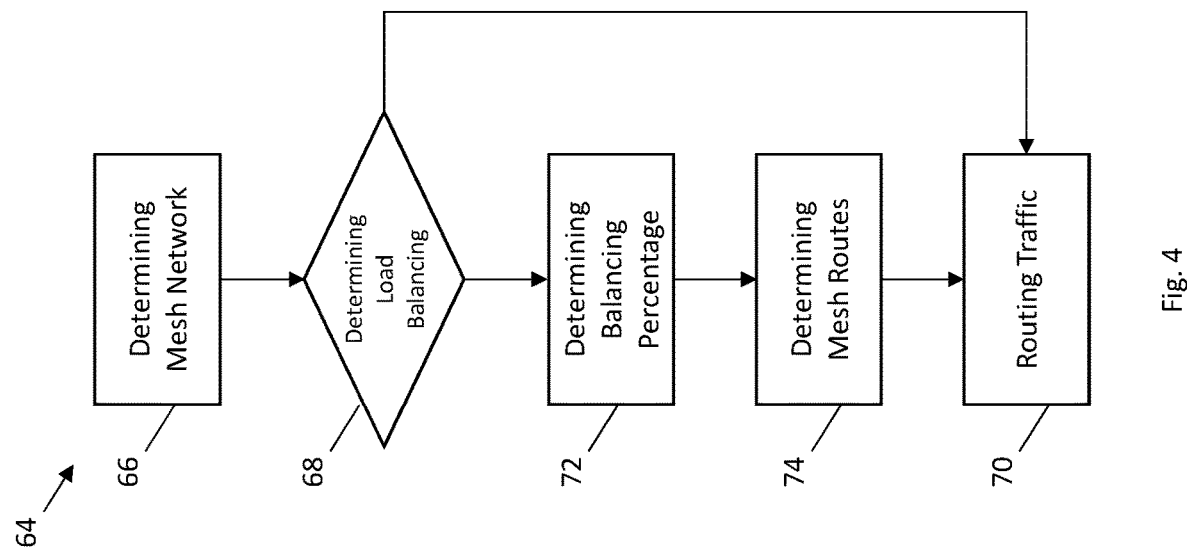 64
66
Determining
Mesh Network
68
Determining
Load
Balancing
72
Determining
Balancing
Percentage
74
Determining
Mesh Routes
70
Routing Traffic
Fig. 4